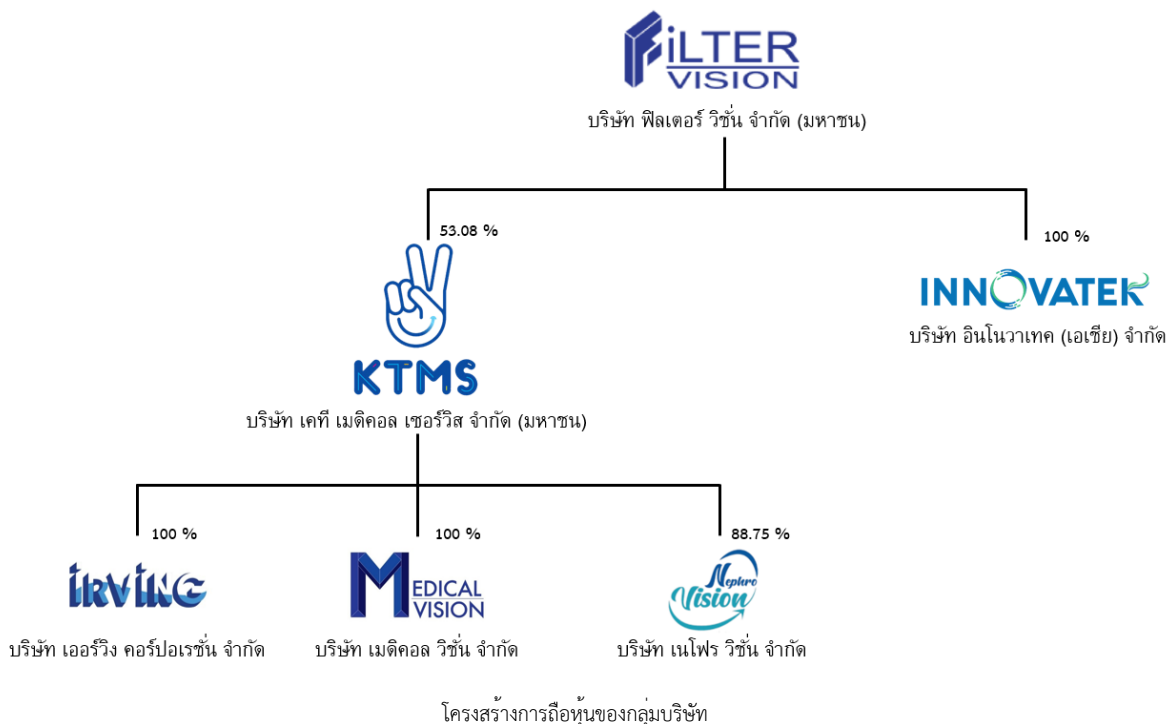 FiLTER
VISION
บริษัท ฟิลเตอร์ วิชั่น จำกัด (มหาชน)
53.08 %
100 %
KTMS
INNOVATEK
บริษัท เคที เมดิคอล เซอร์วิส จำกัด (มหาชน)
บริษัท อินโนวาเทค (เอเชีย) จำกัด
100 %
100 %
88.75 %
iRViNG
MEDICAL
VISION
Nephro
Vision
บริษัท เออร์วิง คอร์ปอเรชั่น จำกัด
บริษัท เมดิคอล วิชั่น จำกัด
บริษัท เนโฟร วิชั่น จำกัด
โครงสร้างการถือหุ้นของกลุ่มบริษัท